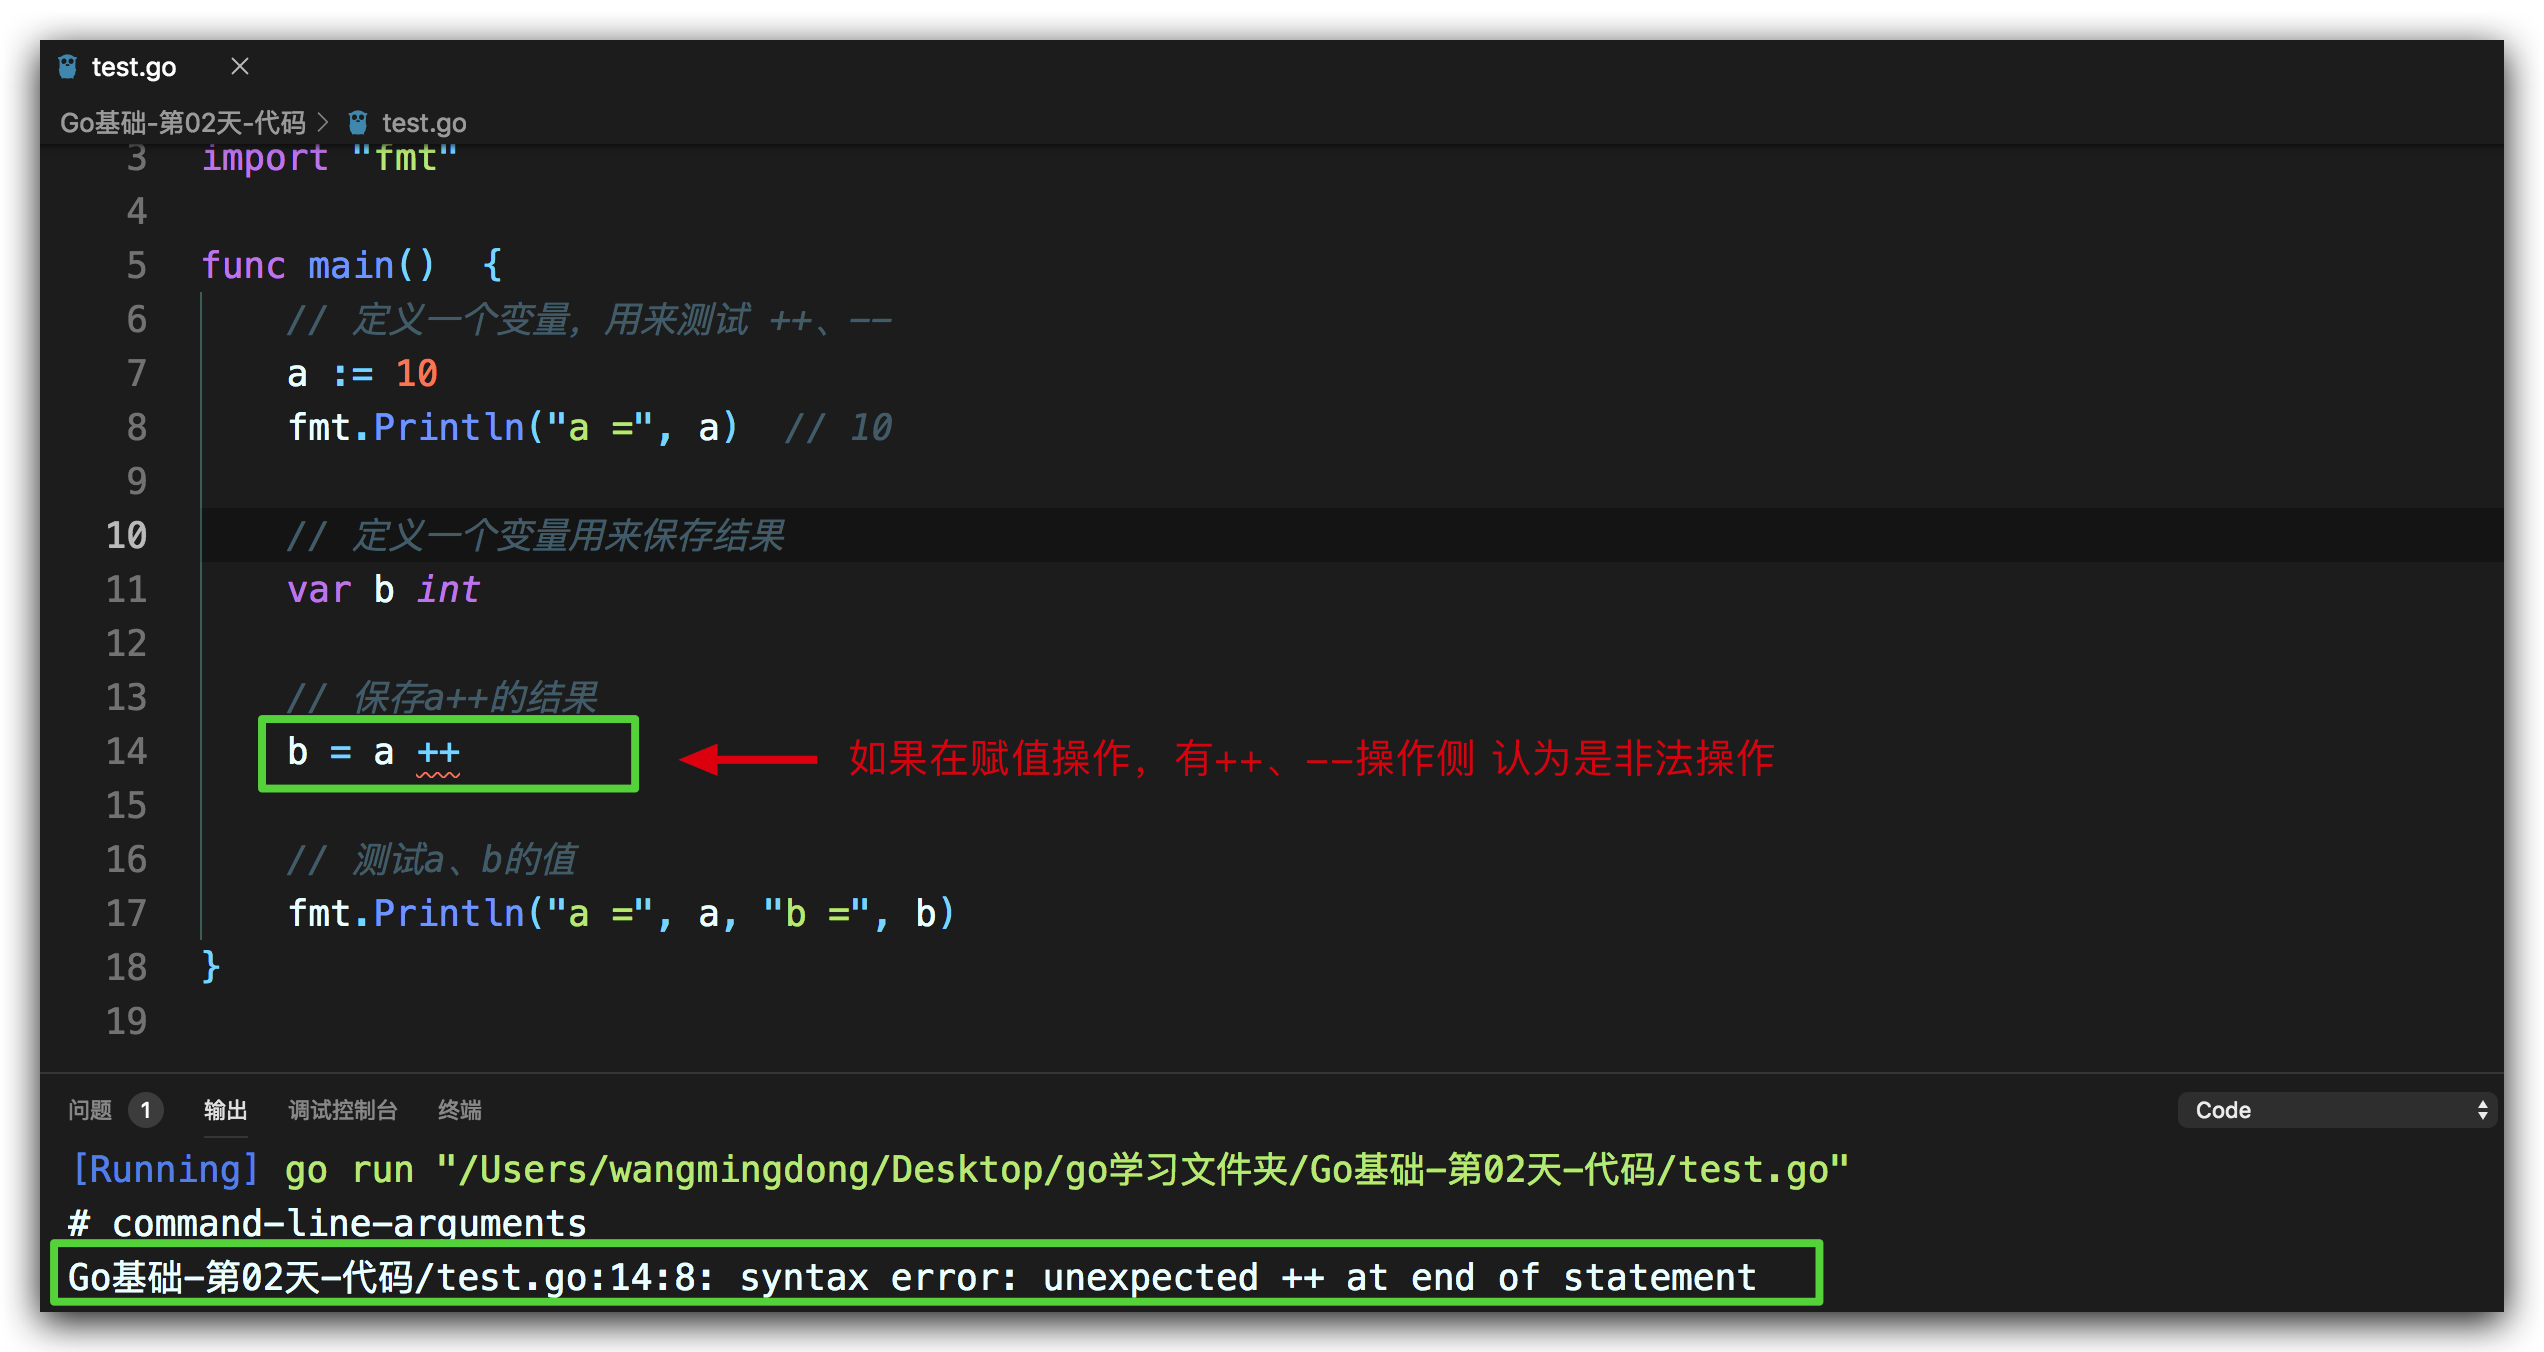 test.go
Go基础-第02天-代码 > test.go
3 import "fmt"
4
5 func main()  {
6 // 定义一个变量，用来测试 ++、--
7 a := 10
8 fmt.Println("a =", a)  // 10
9
10 // 定义一个变量用来保存结果
11 var b int
12
13 // 保存a++的结果
14 b = a ++ 如果在赋值操作，有++、--操作侧 认为是非法操作
15
16 // 测试a、b的值
17 fmt.Println("a =", a, "b =", b)
18 }
19
问题 1 输出 调试控制台 终端 Code
[Running] go run "/Users/wangmingdong/Desktop/go学习文件夹/Go基础-第02天-代码/test.go"
# command-line-arguments
Go基础-第02天-代码/test.go:14:8: syntax error: unexpected ++ at end of statement